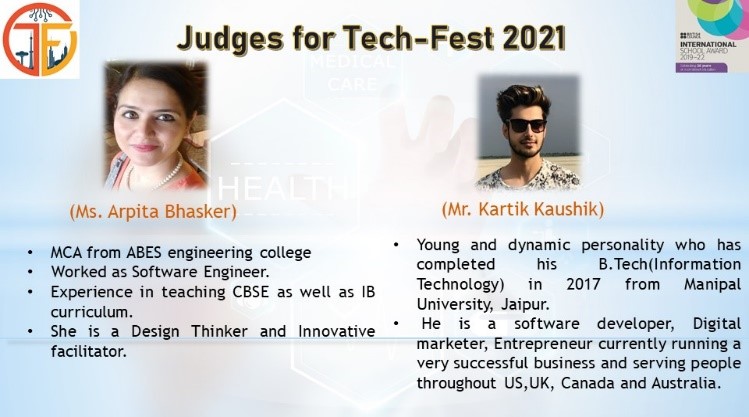 Judges for Tech-Fest 2021
BRITISH COUNCIL
INTERNATIONAL
SCHOOL AWARD
2019-22
MEDICAL
CARE
HEALTH
(Ms. Arpita Bhasker)
• MCA from ABES engineering college
• Worked as Software Engineer.
• Experience in teaching CBSE as well as IB
curriculum.
• She is a Design Thinker and Innovative
facilitator.
(Mr. Kartik Kaushik)
• Young and dynamic personality who has
completed his B.Tech(Information
Technology) in 2017 from Manipal
University, Jaipur.
• He is a software developer, Digital
marketer, Entrepreneur currently running a
very successful business and serving people
throughout US,UK, Canada and Australia.